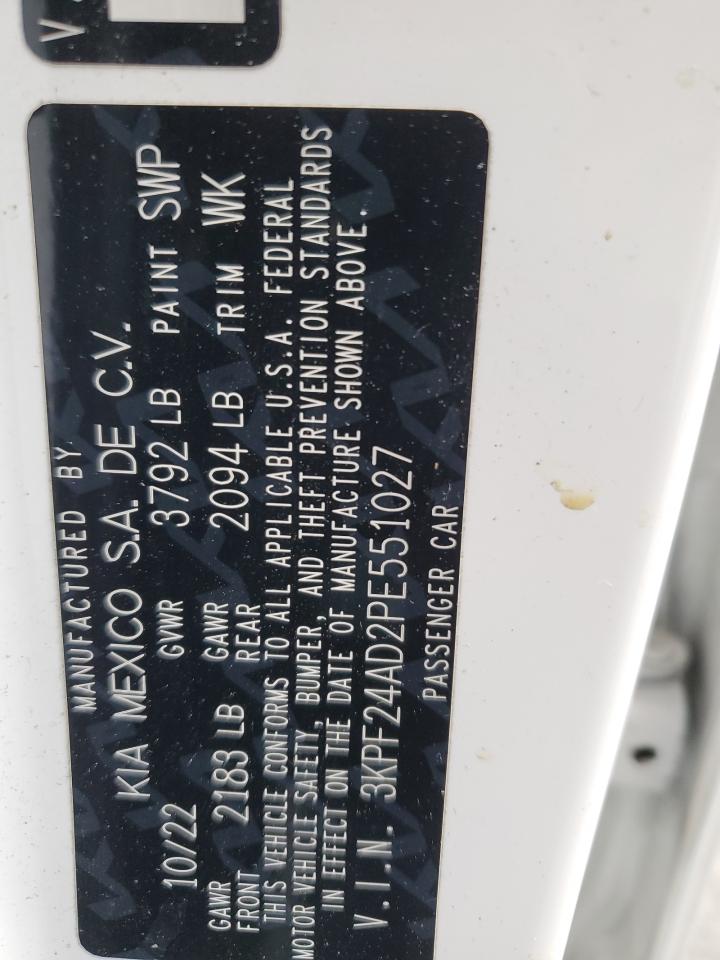 MANUFACTURED BY
KIA MEXICO S.A. DE C.V.
10/22 GVWR 3792 LB PAINT SWP
GAWR FRONT 2183 LB GAWR REAR 2094 LB TRIM WK
THIS VEHICLE CONFORMS TO ALL APPLICABLE U.S.A. FEDERAL
MOTOR VEHICLE SAFETY, BUMPER, AND THEFT PREVENTION STANDARDS
IN EFFECT ON THE DATE OF MANUFACTURE SHOWN ABOVE.
V.I.N. 3KPF24AD2PE551027
PASSENGER CAR